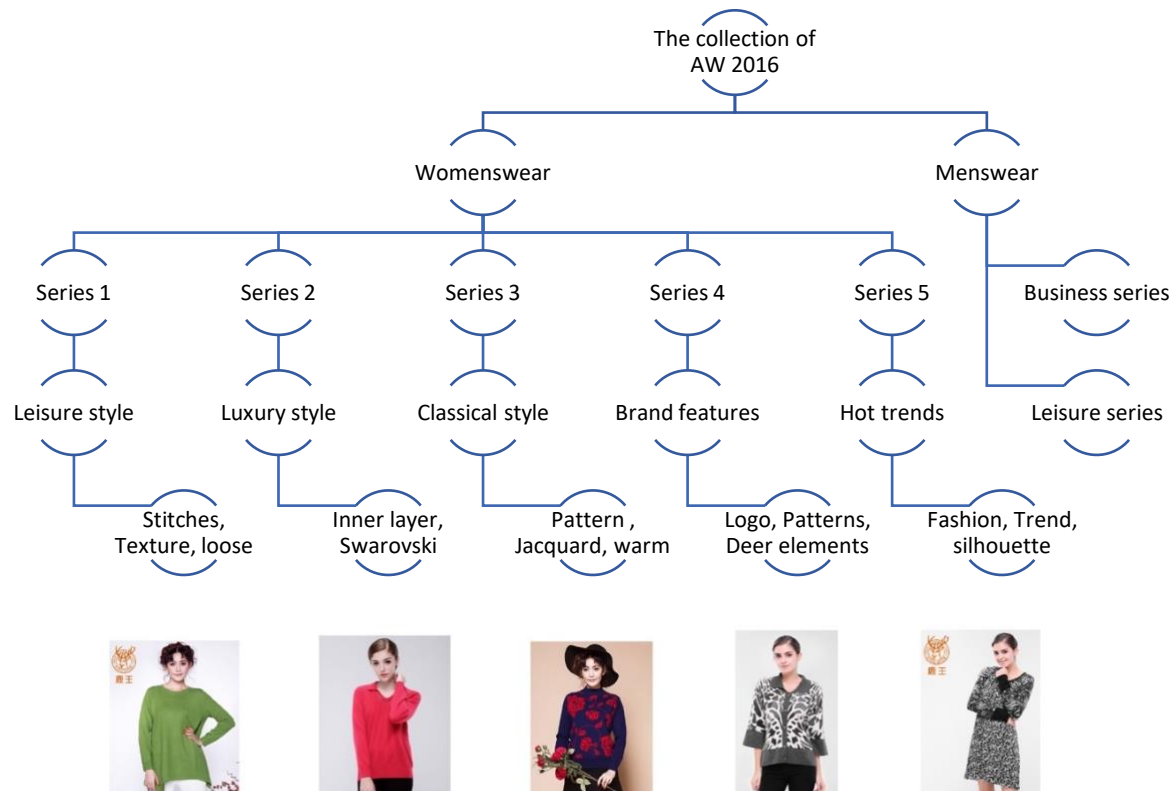 The collection of
AW 2016
Womenswear
Menswear
Series 1
Series 2
Series 3
Series 4
Series 5
Business series
Leisure style
Luxury style
Classical style
Brand features
Hot trends
Leisure series
Stitches,
Texture, loose
Inner layer,
Swarovski
Pattern ,
Jacquard, warm
Logo, Patterns,
Deer elements
Fashion, Trend,
silhouette
鹿王
鹿王